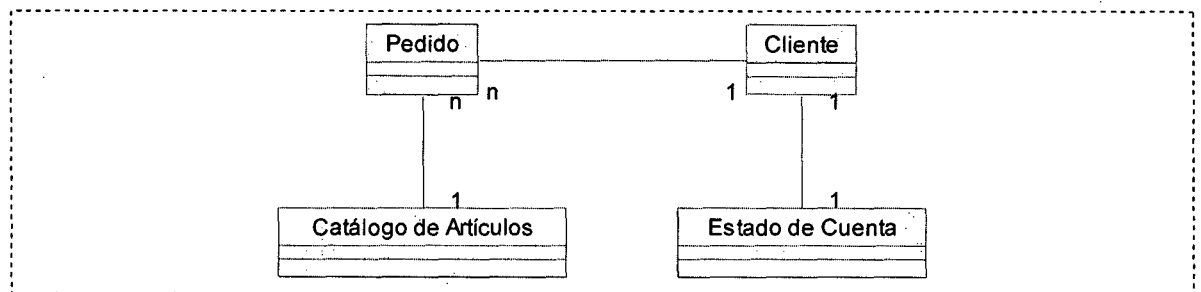 Pedido
Cliente
n
n
1
1
1
1
Catálogo de Artículos
Estado de Cuenta